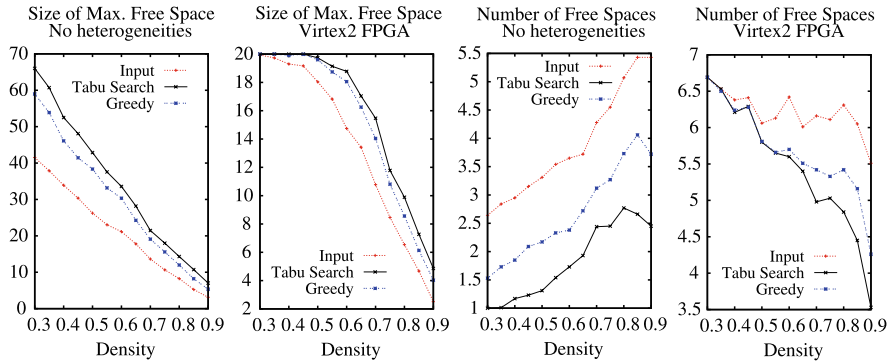 Size of Max. Free Space
No heterogeneities
70
60
50
40
30
20
10
0
Input
Tabu Search
Greedy
0.3 0.4 0.5 0.6 0.7 0.8 0.9
Density
Size of Max. Free Space
Virtex2 FPGA
20
18
16
14
12
10
8
6
4
2
Input
Tabu Search
Greedy
0.3 0.4 0.5 0.6 0.7 0.8 0.9
Density
Number of Free Spaces
No heterogeneities
5.5
5
4.5
4
3.5
3
2.5
2
1.5
1
Input
Tabu Search
Greedy
0.3 0.4 0.5 0.6 0.7 0.8 0.9
Density
Number of Free Spaces
Virtex2 FPGA
7
6.5
6
5.5
5
4.5
4
3.5
Input
Tabu Search
Greedy
0.3 0.4 0.5 0.6 0.7 0.8 0.9
Density